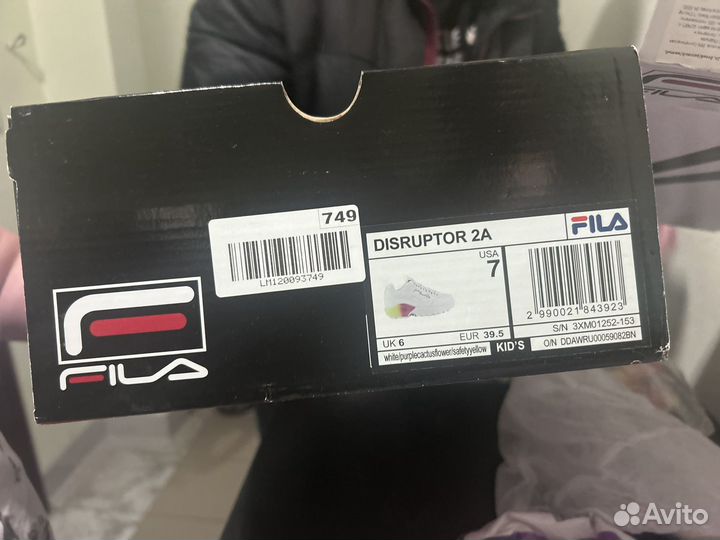 749
LM120093749
DISRUPTOR 2A
FILA
USA
7
UK 6
EUR 39.5
white/purplecactusflower/safetyyellow
KID'S
2 990021 843923
S/N 3XM01252-153
O/N DDAWRU00059082BN
FILA
Avito